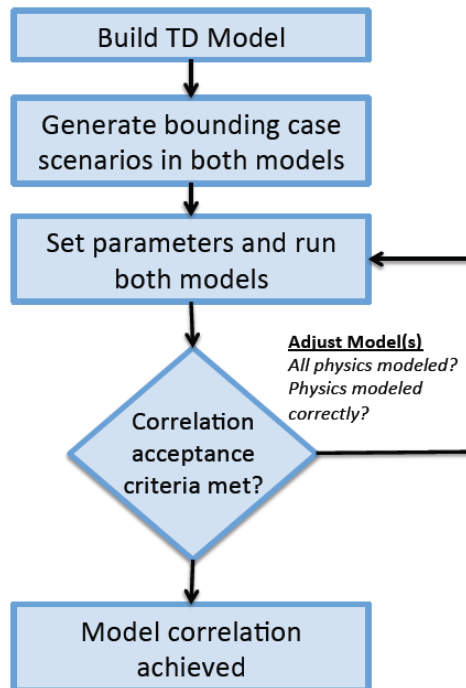 Build TD Model
Generate bounding case
scenarios in both models
Set parameters and run
both models
Adjust Model(s)
All physics modeled?
Physics modeled
correctly?
Correlation
acceptance
criteria met?
Model correlation
achieved